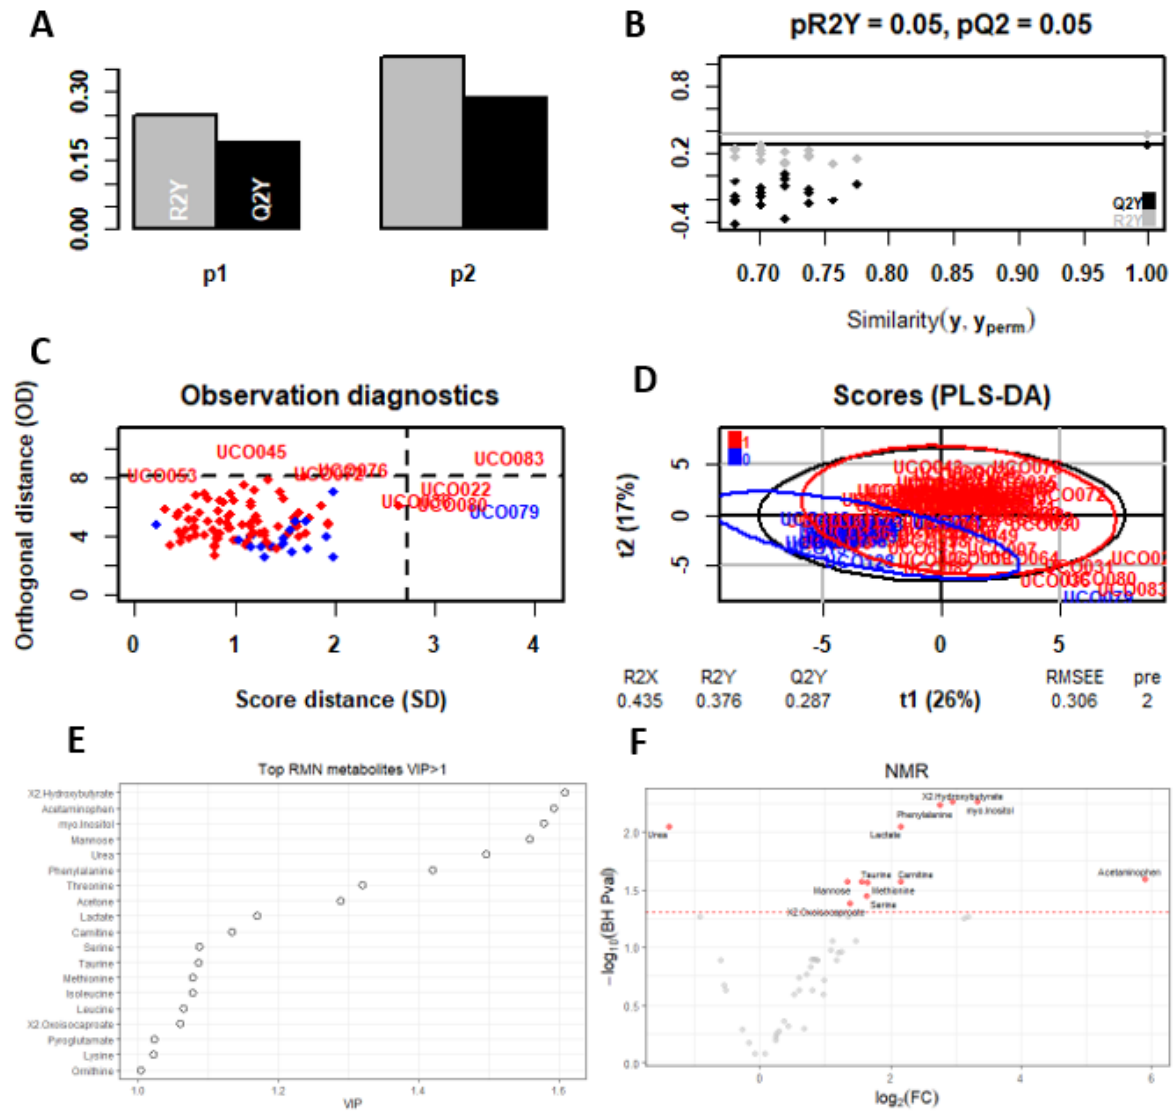 A
0.30
0.15
0.00
R2Y
Q2Y
p1
p2
B
pR2Y = 0.05, pQ2 = 0.05
0.8
0.2
-0.4
Q2Y
R2Y
0.70 0.75 0.80 0.85 0.90 0.95 1.00
Similarity(y, yperm)
C
Observation diagnostics
Orthogonal distance (OD)
8
4
0
UCO045
UCO053
UCO076
UCO083
UCO022
UCO080
UCO079
0 1 2 3 4
Score distance (SD)
D
Scores (PLS-DA)
1
0
t2 (17%)
5
0
-5
UCO072
UCO080
UCO083
UCO079
-5 0 5
R2X R2Y Q2Y RMSEE pre
0.435 0.376 0.287 t1 (26%) 0.306 2
E
Top RMN metabolites VIP>1
X2.Hydroxybutyrate
Acetaminophen
myo.Inositol
Mannose
Urea
Phenylalanine
Threonine
Acetone
Lactate
Carnitine
Serine
Taurine
Methionine
Isoleucine
Leucine
X2.Oxoisocaproate
Pyroglutamate
Lysine
Ornithine
1.0 1.2 1.4 1.6
VIP
F
NMR
−log10(BH Pval)
2.0
1.5
1.0
0.5
0.0
X2.Hydroxybutyrate
myo.Inositol
Phenylalanine
Urea
Lactate
Acetaminophen
Taurine Carnitine
Mannose Methionine
Serine
X2.Oxoisocaproate
0 2 4 6
log2(FC)